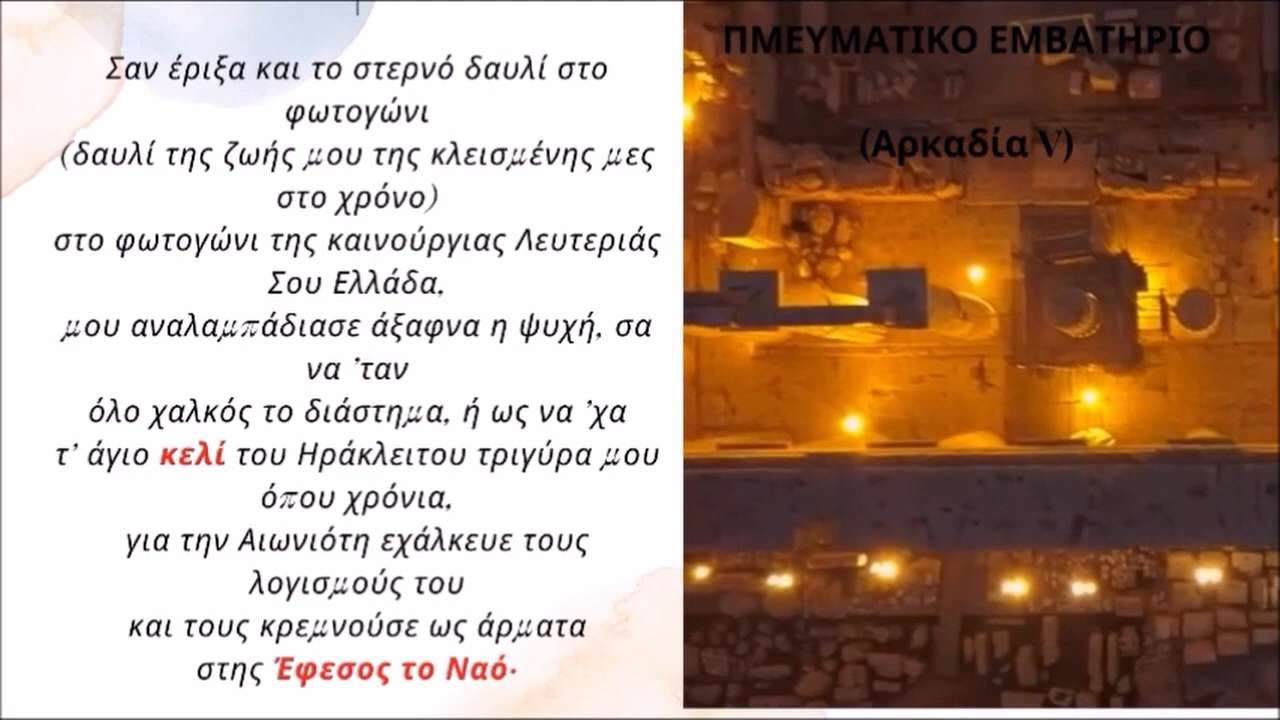 Σαν έριξα και το στερνό δαυλί στο
φωτογώνι
(δαυλί της ζωής μου της κλεισμένης μες
στο χρόνο)
στο φωτογώνι της καινούργιας Λευτεριάς
Σου Ελλάδα,
μου αναλαμπάδιασε άξαφνα η ψυχή, σα
να ’ταν
όλο χαλκός το διάστημα, ή ως να ’χα
τ’ άγιο κελί του Ηράκλειτου τριγύρα μου
όπου χρόνια,
για την Αιωνιότη εχάλκευε τους
λογισμούς του
και τους κρεμνούσε ως άρματα
στης Έφεσος το Ναό·
ΠΜΕΥΜΑΤΙΚΟ ΕΜΒΑΤΗΡΙΟ
(Αρκαδία V)